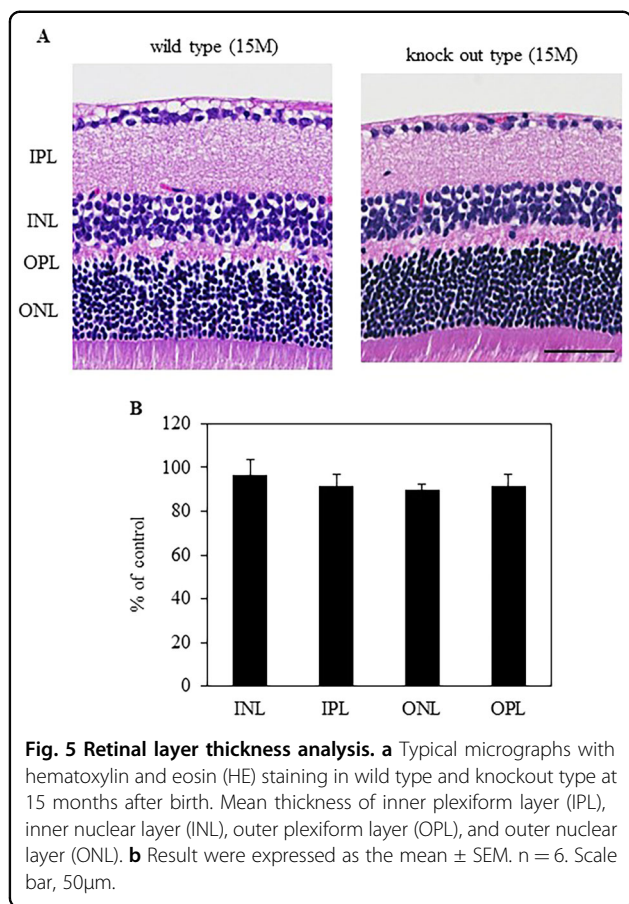 A
wild type (15M)
knock out type (15M)
IPL
INL
OPL
ONL
B
120
100
80
60
40
20
0
% of control
INL IPL ONL OPL
Fig. 5 Retinal layer thickness analysis. a Typical micrographs with
hematoxylin and eosin (HE) staining in wild type and knockout type at
15 months after birth. Mean thickness of inner plexiform layer (IPL),
inner nuclear layer (INL), outer plexiform layer (OPL), and outer nuclear
layer (ONL). b Result were expressed as the mean ± SEM. n = 6. Scale
bar, 50μm.